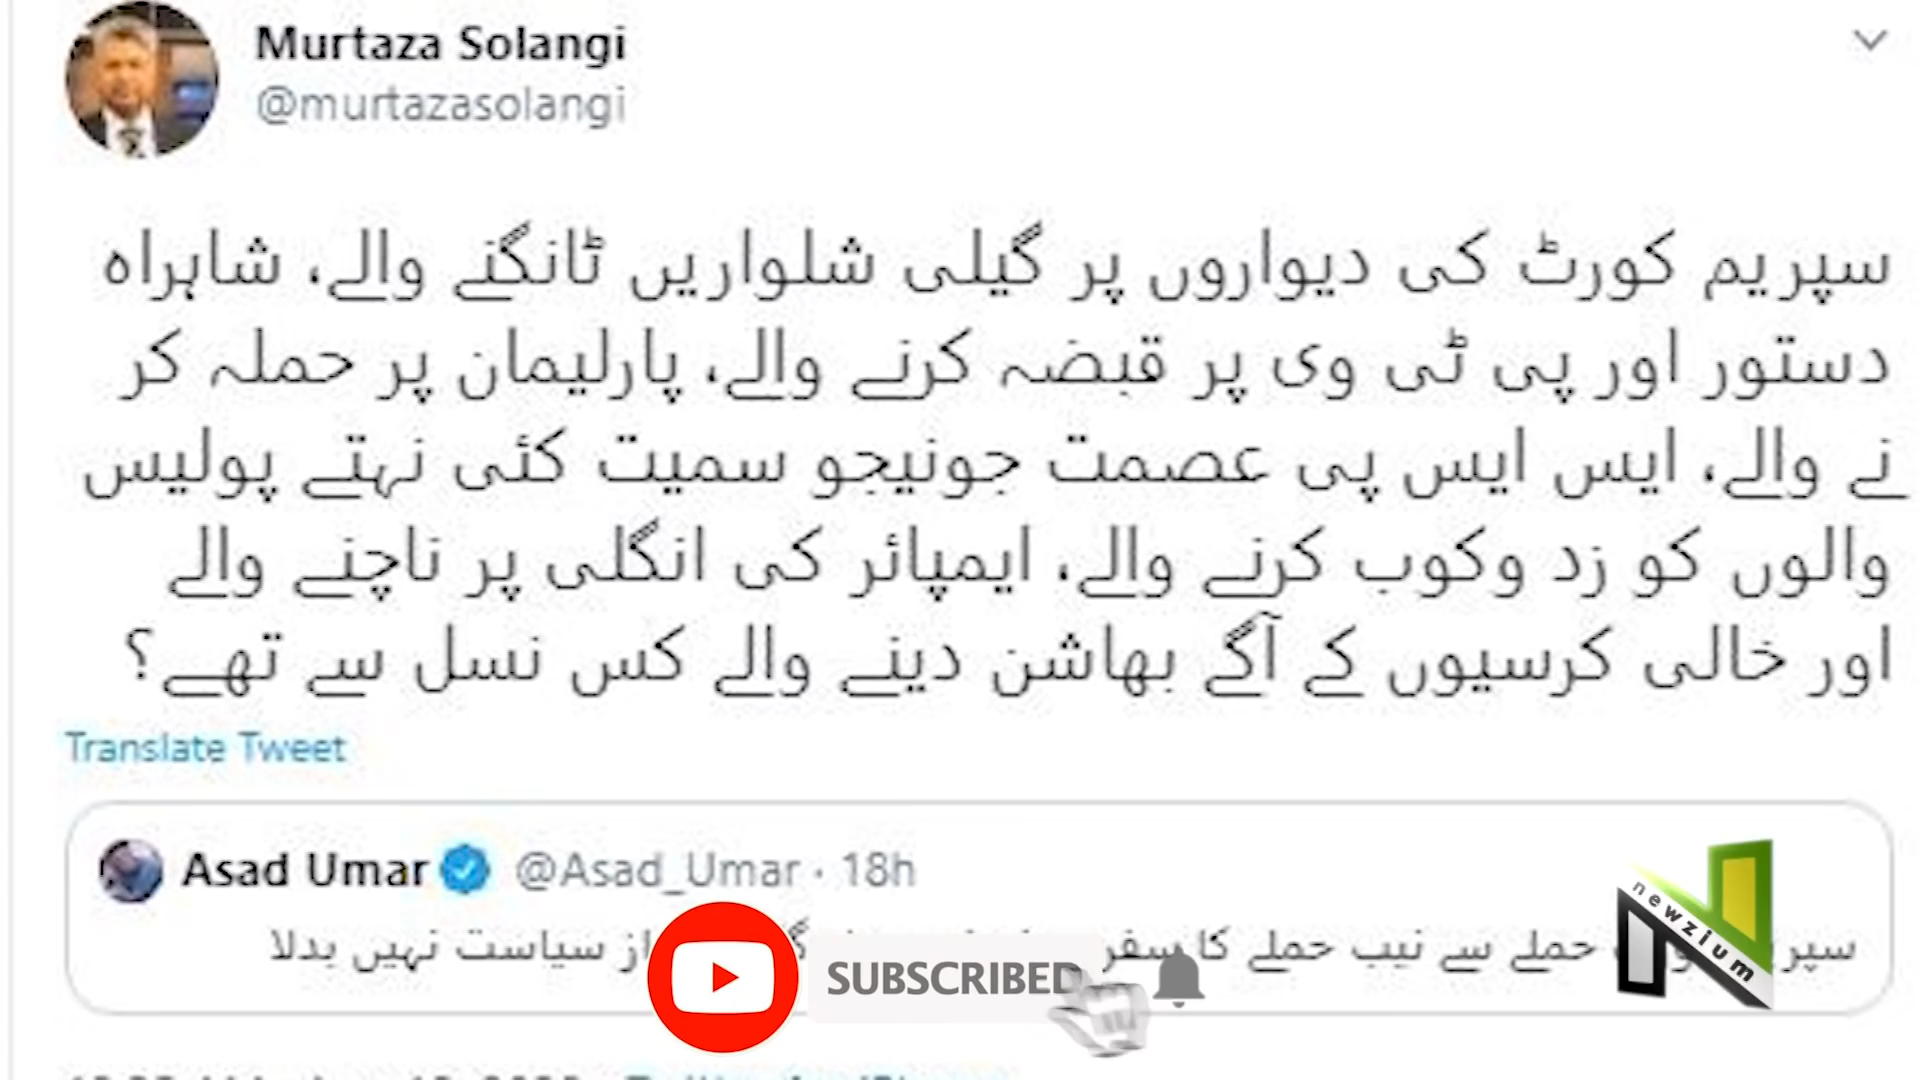 Murtaza Solangi
@murtazasolangi
سپریم کورٹ کی دیواروں پر گیلی شلواریں ٹانگنے والے، شاہراہ
دستور اور پی ٹی وی پر قبضہ کرنے والے، پارلیمان پر حملہ کر
نے والے، ایس ایس پی عصمت جونیجو سمیت کئی نہتے پولیس
والوں کو زد وکوب کرنے والے، ایمپائر کی انگلی پر ناچنے والے
اور خالی کرسیوں کے آگے بھاشن دینے والے کس نسل سے تھے؟
Translate Tweet
Asad Umar @Asad_Umar · 18h
حملے سے نیب حملے کا سفر سیاست نہیں بدلا
SUBSCRIBED
newzium